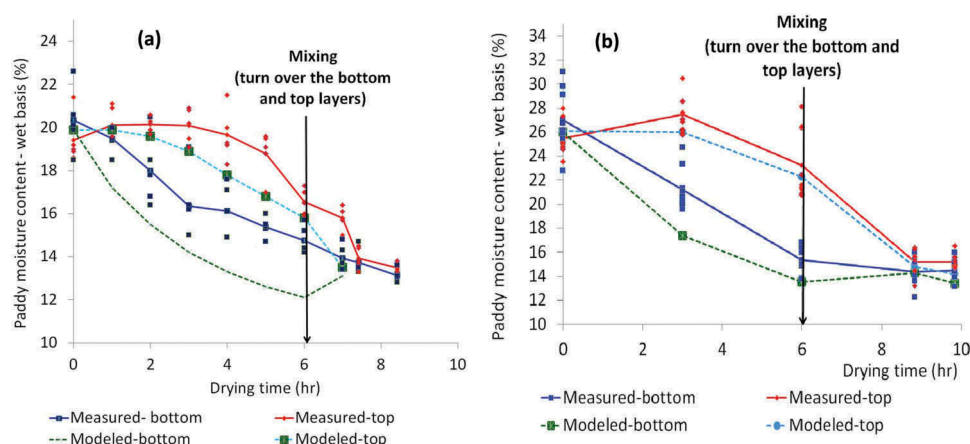 (a)
Mixing
(turn over the bottom
and top layers)
Paddy moisture content - wet basis (%)
24
22
20
18
16
14
12
10
0
2
4
6
8
10
Drying time (hr)
Measured- bottom
Measured-top
Modeled-bottom
Modeled-top
(b)
Mixing
(turn over the bottom and
top layers)
Paddy moisture content - wet basis (%)
34
32
30
28
26
24
22
20
18
16
14
12
10
0
2
4
6
8
10
Drying time (hr)
Measured-bottom
Measured-top
Modeled-bottom
Modeled-top